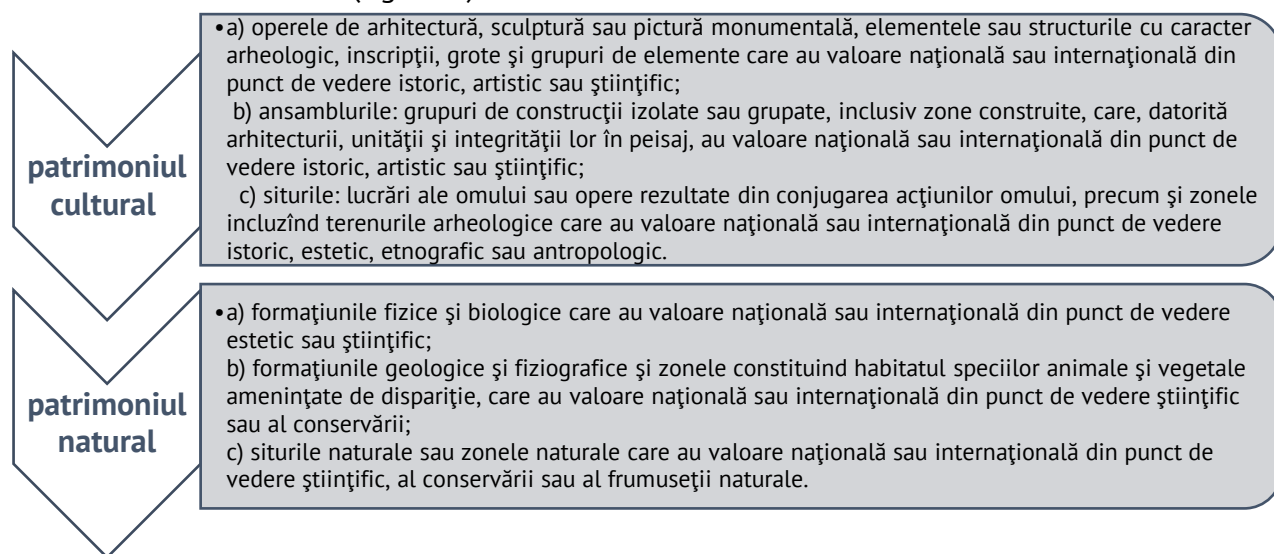 •a) operele de arhitectură, sculptură sau pictură monumentală, elementele sau structurile cu caracter
arheologic, inscripţii, grote şi grupuri de elemente care au valoare naţională sau internaţională din
punct de vedere istoric, artistic sau ştiinţific;
b) ansamblurile: grupuri de construcţii izolate sau grupate, inclusiv zone construite, care, datorită
arhitecturii, unităţii şi integrităţii lor în peisaj, au valoare naţională sau internaţională din punct de
vedere istoric, artistic sau ştiinţific;
c) siturile: lucrări ale omului sau opere rezultate din conjugarea acţiunilor omului, precum şi zonele
incluzînd terenurile arheologice care au valoare naţională sau internaţională din punct de vedere
istoric, estetic, etnografic sau antropologic.
patrimoniul
cultural
•a) formaţiunile fizice şi biologice care au valoare naţională sau internaţională din punct de vedere
estetic sau ştiinţific;
b) formaţiunile geologice şi fiziografice şi zonele constituind habitatul speciilor animale şi vegetale
ameninţate de dispariţie, care au valoare naţională sau internaţională din punct de vedere ştiinţific
sau al conservării;
c) siturile naturale sau zonele naturale care au valoare naţională sau internaţională din punct de
vedere ştiinţific, al conservării sau al frumuseţii naturale.
patrimoniul
natural